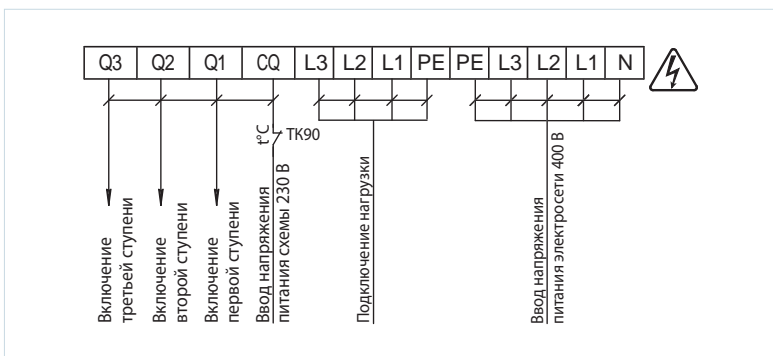 Q3 Q2 Q1 CQ L3 L2 L1 PE PE L3 L2 L1 N
t°C
TK90
Включение
третьей ступени
Включение
второй ступени
Включение
первой ступени
Ввод напряжения
питания схемы 230 В
Подключение нагрузки
Ввод напряжения
питания электросети 400 В